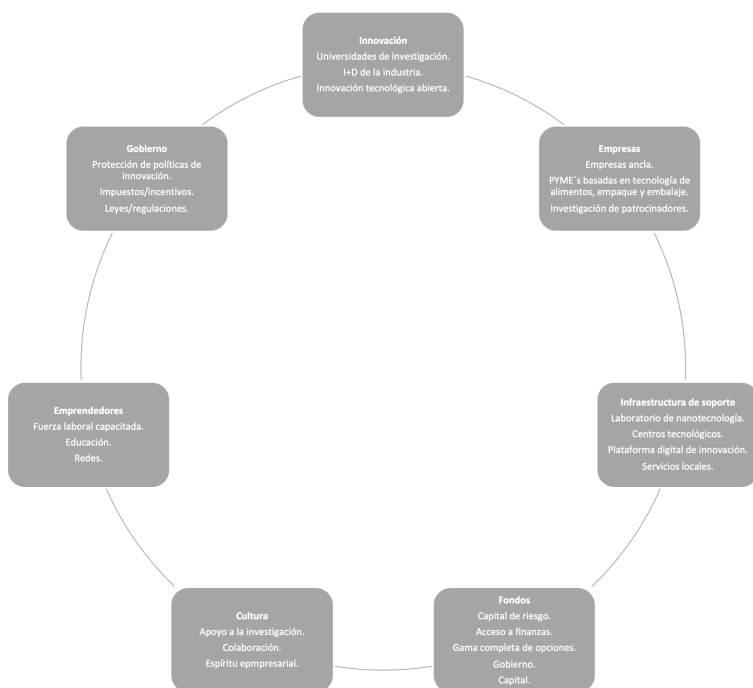 Innovación
Universidades de investigación.
I+D de la industria.
Innovación tecnológica abierta.
Empresas
Empresas ancla.
PYME´s basadas en tecnología de
alimentos, empaque y embalaje.
Investigación de patrocinadores.
Infraestructura de soporte
Laboratorio de nanotecnología.
Centros tecnológicos.
Plataforma digital de innovación.
Servicios locales.
Fondos
Capital de riesgo.
Acceso a finanzas.
Gama completa de opciones.
Gobierno.
Capital.
Cultura
Apoyo a la investigación.
Colaboración.
Espíritu epmpresarial.
Emprendedores
Fuerza laboral capacitada.
Educación.
Redes.
Gobierno
Protección de políticas de
innovación.
Impuestos/incentivos.
Leyes/regulaciones.